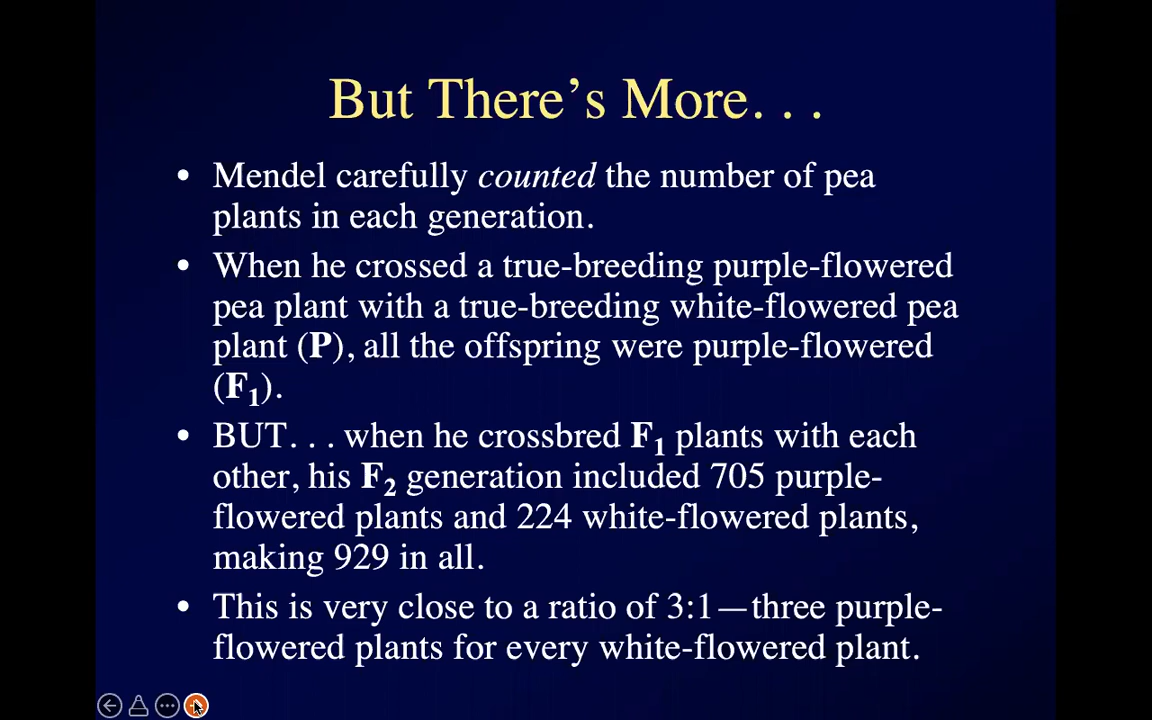 But There’s More. . .
• Mendel carefully counted the number of pea
plants in each generation.
• When he crossed a true-breeding purple-flowered
pea plant with a true-breeding white-flowered pea
plant (P), all the offspring were purple-flowered
(F₁).
• BUT. . . when he crossbred F₁ plants with each
other, his F₂ generation included 705 purple-
flowered plants and 224 white-flowered plants,
making 929 in all.
• This is very close to a ratio of 3:1—three purple-
flowered plants for every white-flowered plant.